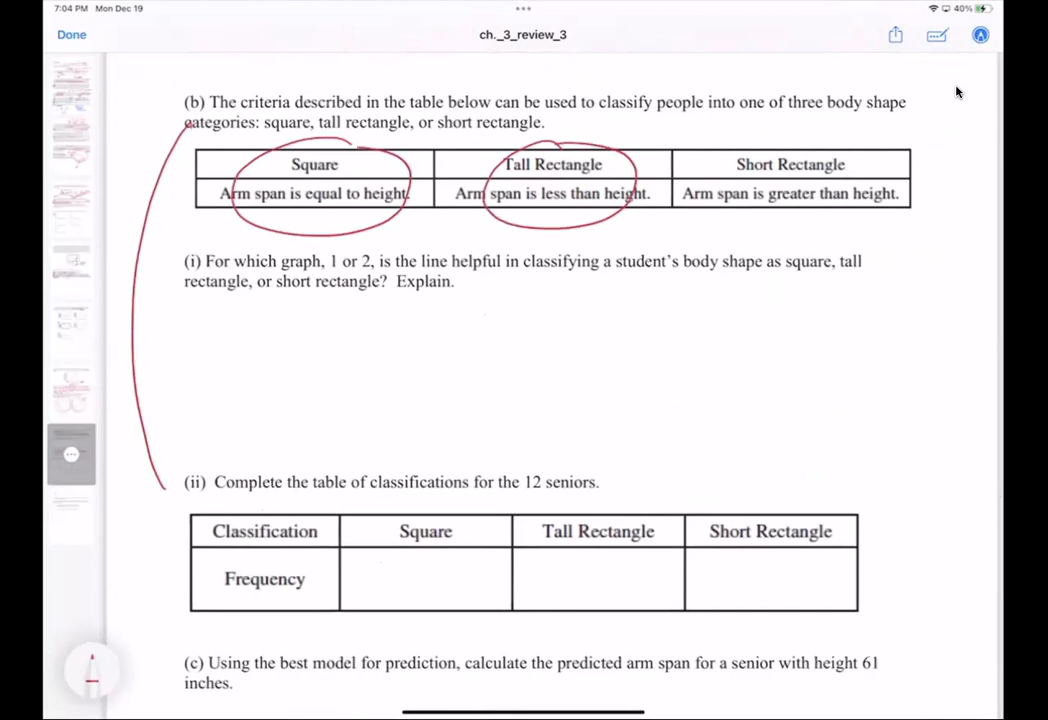 7:04 PM Mon Dec 19
40%
Done
ch._3_review_3
(b) The criteria described in the table below can be used to classify people into one of three body shape
categories: square, tall rectangle, or short rectangle.
Square Tall Rectangle Short Rectangle
Arm span is equal to height. Arm span is less than height. Arm span is greater than height.
(i) For which graph, 1 or 2, is the line helpful in classifying a student's body shape as square, tall
rectangle, or short rectangle? Explain.
(ii) Complete the table of classifications for the 12 seniors.
Classification Square Tall Rectangle Short Rectangle
Frequency
(c) Using the best model for prediction, calculate the predicted arm span for a senior with height 61
inches.